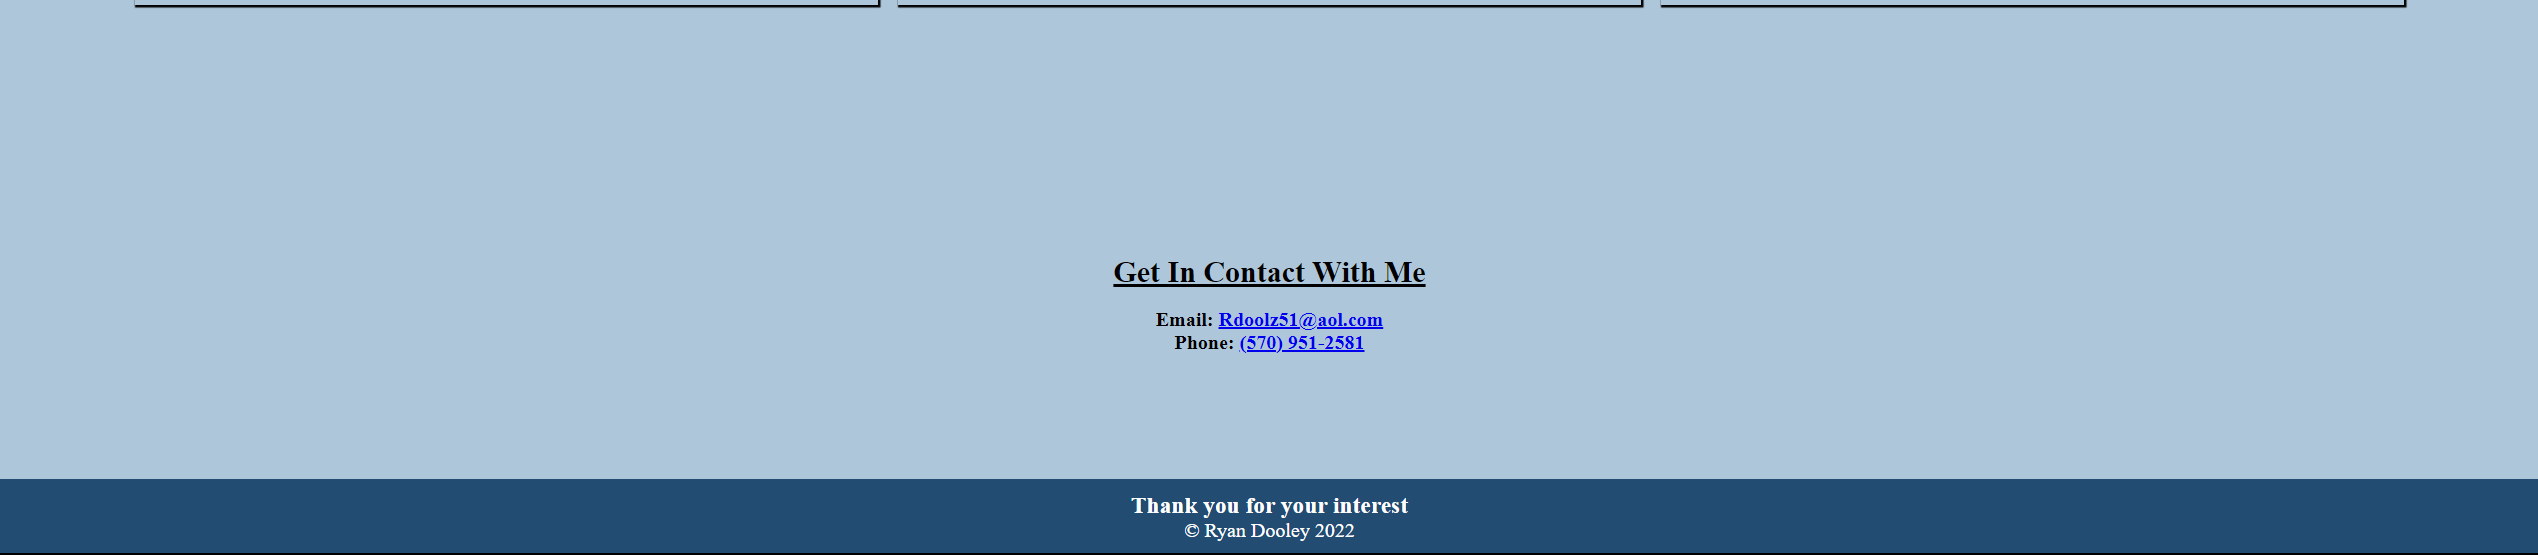 Get In Contact With Me
Email: Rdoolz51@aol.com
Phone: (570) 951-2581
Thank you for your interest
© Ryan Dooley 2022